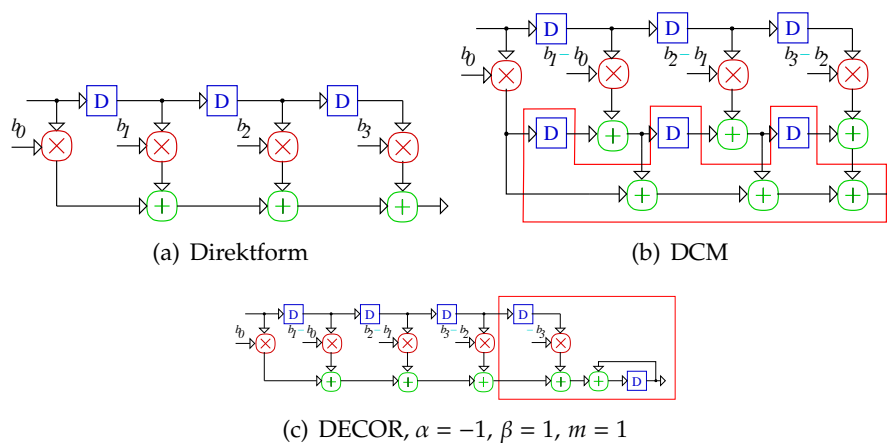 D D D
b₀ b₁ - b₀ b₂ - b₁ b₃ - b₂
D D D
D D D
b₀ b₁ b₂ b₃
(a) Direktform
(b) DCM
D D D D
b₀ b₁ - b₀ b₂ - b₁ b₃ - b₂ - b₃
D
(c) DECOR, α = −1, β = 1, m = 1